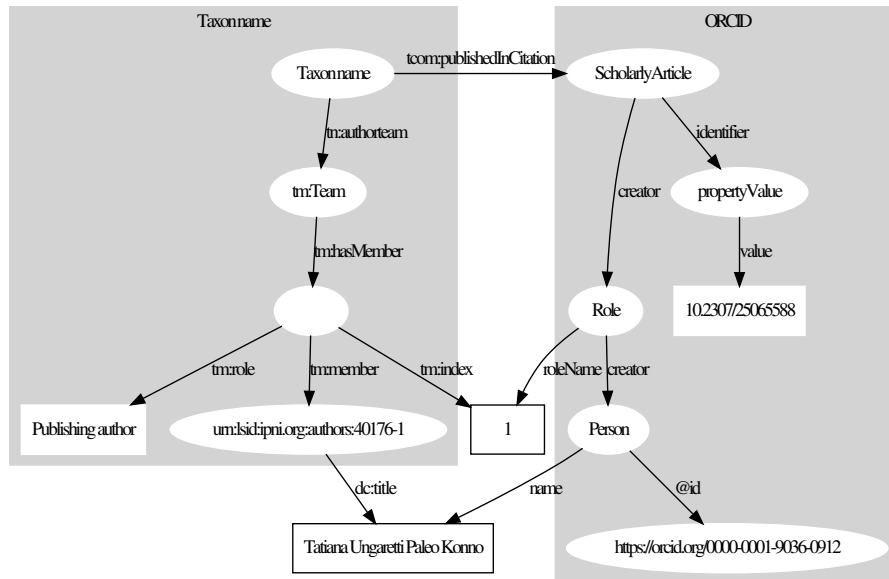 Taxon name
ORCID
Taxon name
tcom:publishedInCitation
ScholarlyArticle
tn:authorteam
identifier
tm:Team
creator
propertyValue
tm:hasMember
value
Role
10.2307/25065588
tm:role
tm:member
tm:index
roleName
creator
Publishing author
urn:lsid:ipni.org:authors:40176-1
1
Person
dc:title
name
@id
Tatiana Ungaretti Paleo Konno
https://orcid.org/0000-0001-9036-0912